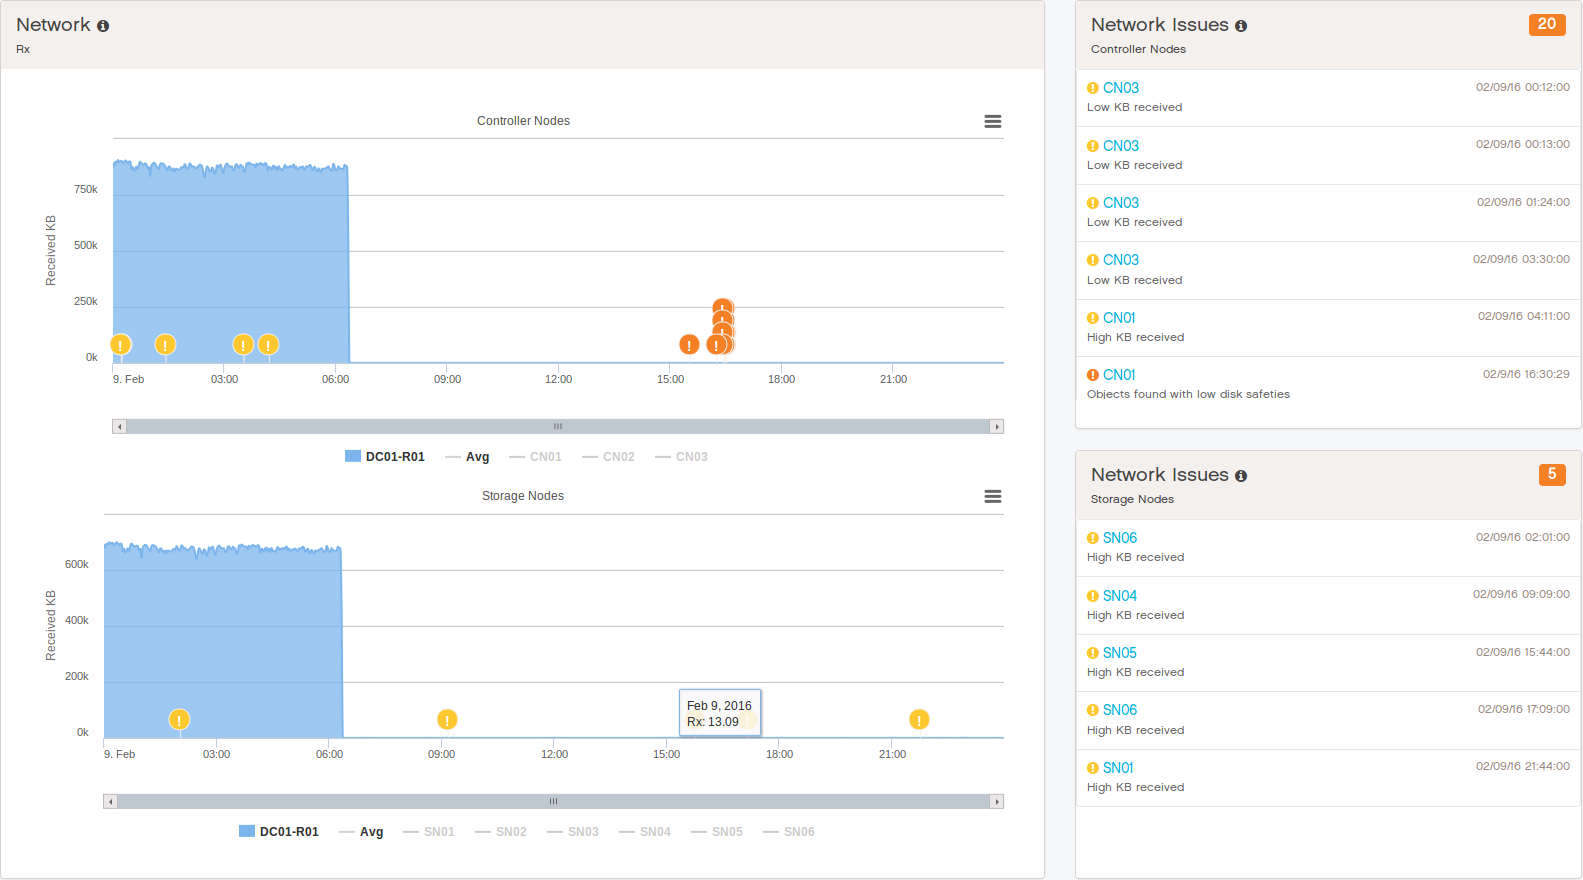 Network
Rx
Controller Nodes
Received KB
750k
500k
250k
0k
9. Feb 03:00 06:00 09:00 12:00 15:00 18:00 21:00
DC01-R01 Avg CN01 CN02 CN03
Storage Nodes
Received KB
600k
400k
200k
0k
Feb 9, 2016
Rx: 13.09
9. Feb 03:00 06:00 09:00 12:00 15:00 18:00 21:00
DC01-R01 Avg SN01 SN02 SN03 SN04 SN05 SN06
Network Issues 20
Controller Nodes
CN03 02/09/16 00:12:00
Low KB received
CN03 02/09/16 00:13:00
Low KB received
CN03 02/09/16 01:24:00
Low KB received
CN03 02/09/16 03:30:00
Low KB received
CN01 02/09/16 04:11:00
High KB received
CN01 02/9/16 16:30:29
Objects found with low disk safeties
Network Issues 5
Storage Nodes
SN06 02/09/16 02:01:00
High KB received
SN04 02/09/16 09:09:00
High KB received
SN05 02/09/16 15:44:00
High KB received
SN06 02/09/16 17:09:00
High KB received
SN01 02/09/16 21:44:00
High KB received